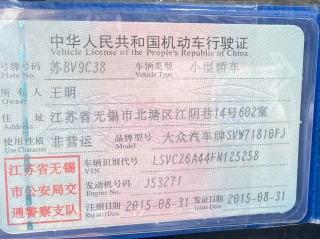 中华人民共和国机动车行驶证
Vehicle License of the People's Republic of China
号牌号码 苏BV9C38 车辆类型 小型轿车
Plate No. Vehicle Type
所有人 王明
Owner
住址 江苏省无锡市北塘区江阴巷14号602室
使用性质 非营运 品牌型号 大众汽车牌SVW71810FJ
Use Character
车辆识别代号 LSVCZ6A44FN125258
VIN
江苏省无锡
市公安局交
通警察支队
发动机号码 J53271
Engine No.
注册日期 2015-08-31 发证日期 2015-08-31
Register Date Issue Date